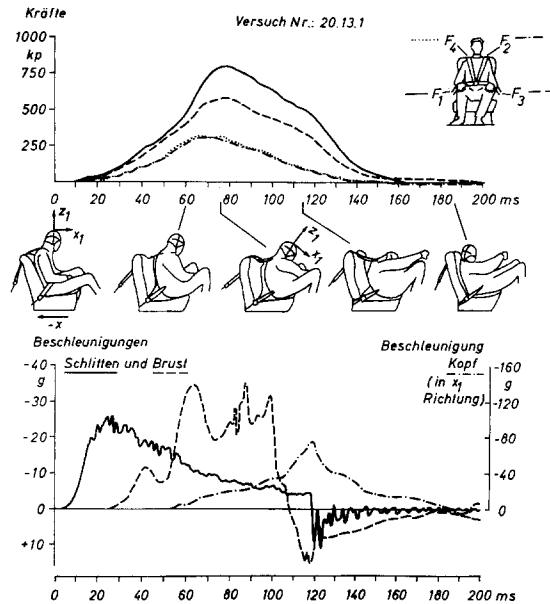 Kräfte
Versuch Nr.: 20.13.1
1000
kp
750
500
250
F4 F2
F1 F3
0 20 40 60 80 100 120 140 160 180 200 ms
z1
x1
z1
x1
-x
Beschleunigungen
Schlitten und Brust
Beschleunigung
Kopf
(in x1
Richtung)
-40
g
-30
-20
-10
0
+10
-160
g
-120
-80
-40
0
0 20 40 60 80 100 120 140 160 180 200
ms